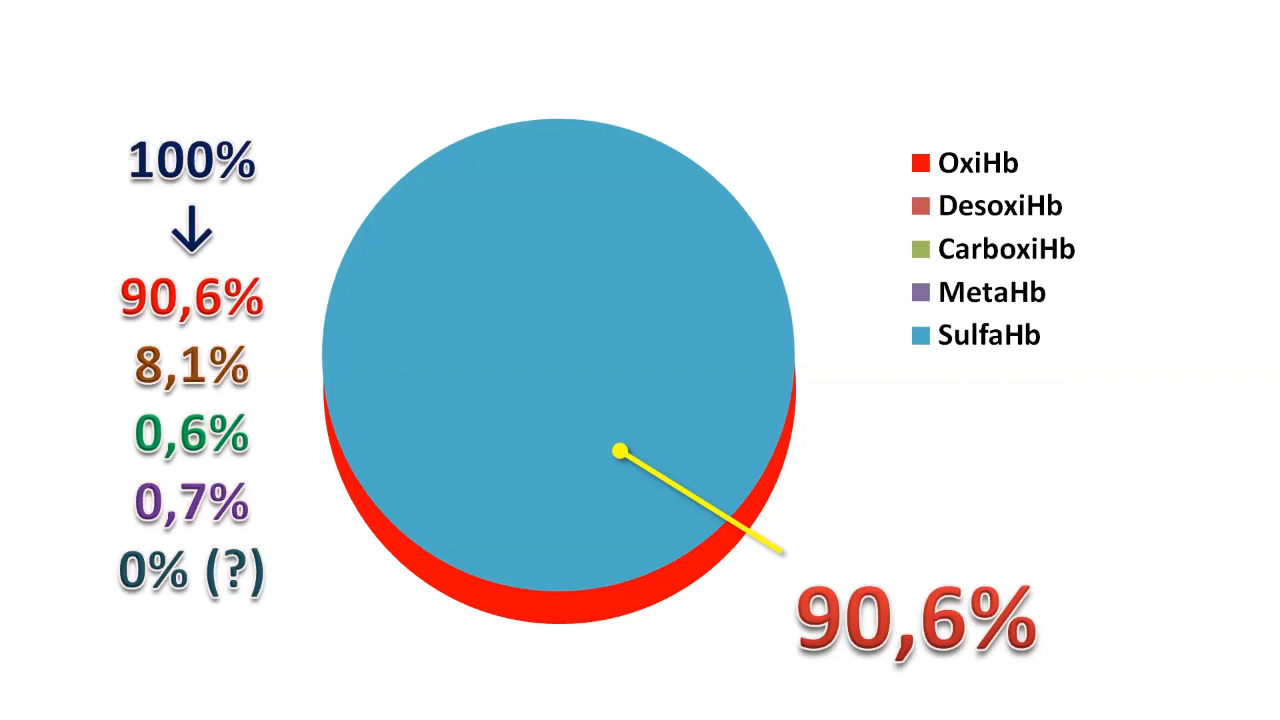 100%
↓
90,6%
8,1%
0,6%
0,7%
0% (?)
OxiHb
DesoxiHb
CarboxiHb
MetaHb
SulfaHb
90,6%